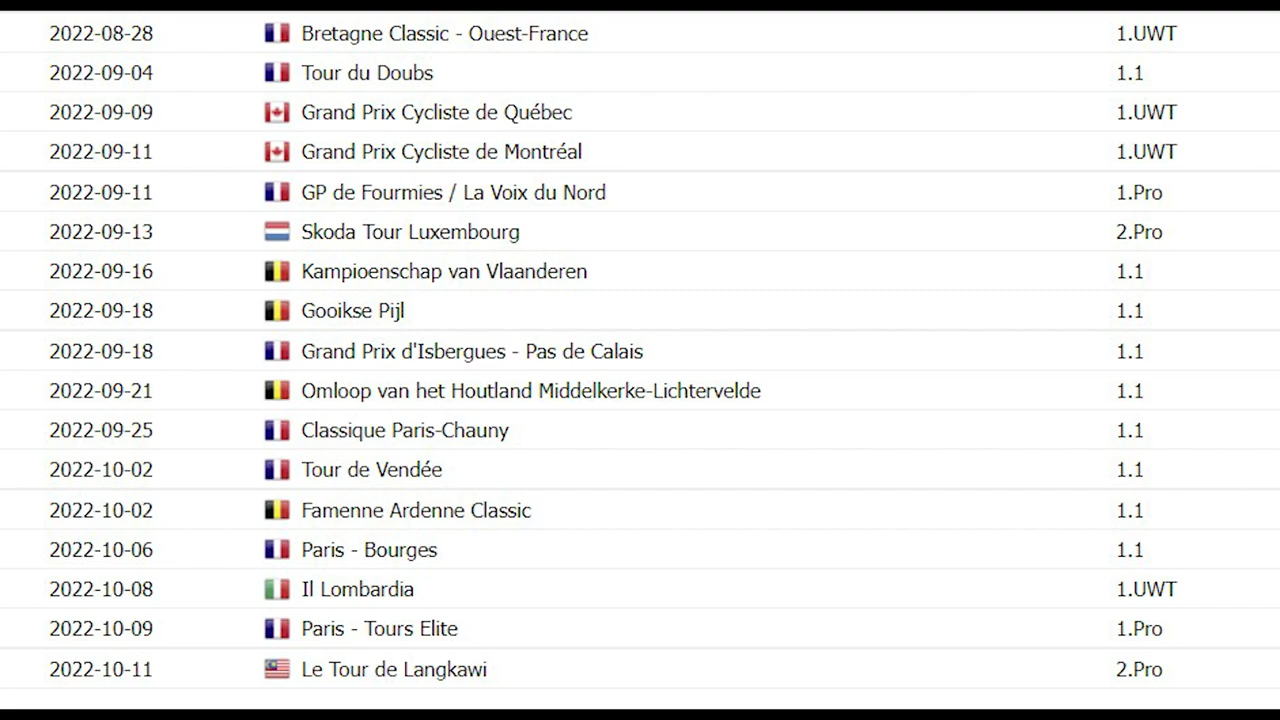 2022-08-28 Bretagne Classic - Ouest-France 1.UWT
2022-09-04 Tour du Doubs 1.1
2022-09-09 Grand Prix Cycliste de Québec 1.UWT
2022-09-11 Grand Prix Cycliste de Montréal 1.UWT
2022-09-11 GP de Fourmies / La Voix du Nord 1.Pro
2022-09-13 Skoda Tour Luxembourg 2.Pro
2022-09-16 Kampioenschap van Vlaanderen 1.1
2022-09-18 Gooikse Pijl 1.1
2022-09-18 Grand Prix d'Isbergues - Pas de Calais 1.1
2022-09-21 Omloop van het Houtland Middelkerke-Lichtervelde 1.1
2022-09-25 Classique Paris-Chauny 1.1
2022-10-02 Tour de Vendée 1.1
2022-10-02 Famenne Ardenne Classic 1.1
2022-10-06 Paris - Bourges 1.1
2022-10-08 Il Lombardia 1.UWT
2022-10-09 Paris - Tours Elite 1.Pro
2022-10-11 Le Tour de Langkawi 2.Pro